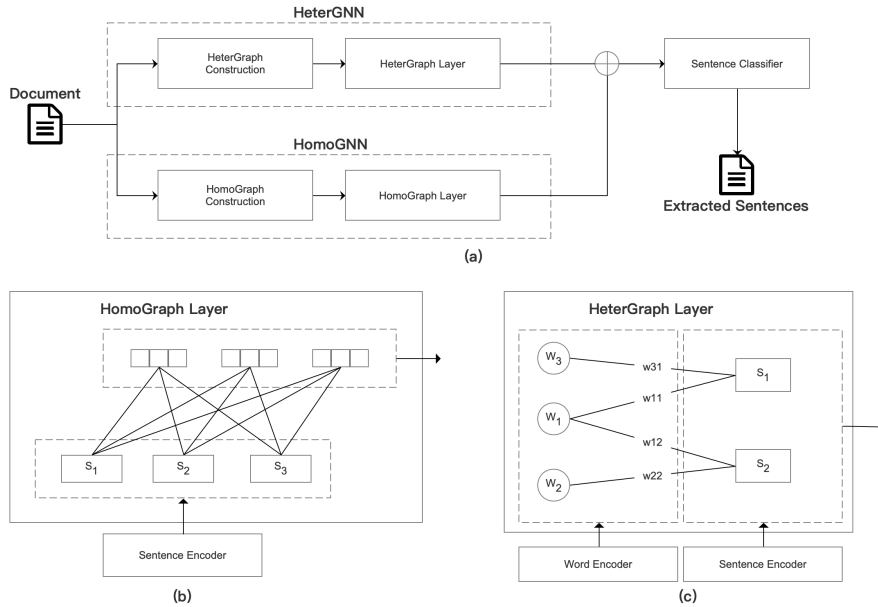 HeterGNN
HeterGraph
Construction
HeterGraph Layer
Sentence Classifier
Document
HomoGNN
HomoGraph
Construction
HomoGraph Layer
Extracted Sentences
(a)
HomoGraph Layer
S1
S2
S3
Sentence Encoder
(b)
HeterGraph Layer
W3
w31
S1
w11
W1
w12
S2
W2
w22
Word Encoder
Sentence Encoder
(c)